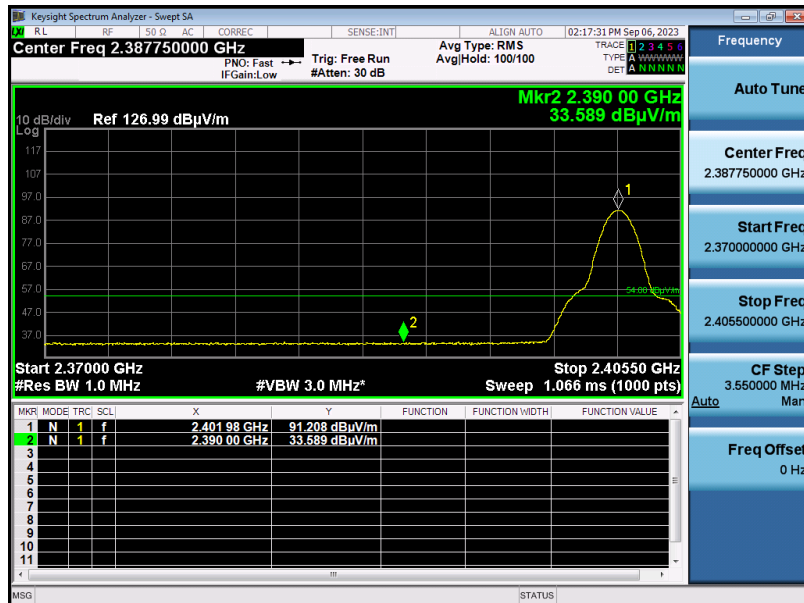 Keysight Spectrum Analyzer - Swept SA
LXI RL RF 50 Ω AC CORREC SENSE:INT ALIGN AUTO 02:17:31 PM Sep 06, 2023
Center Freq 2.387750000 GHz
PNO: Fast
IFGain:Low
Trig: Free Run
#Atten: 30 dB
Avg Type: RMS
Avg|Hold: 100/100
TRACE 1 2 3 4 5 6
TYPE A WWWWW
DET A N N N N N
Mkr2 2.390 00 GHz
33.589 dBµV/m
10 dB/div Ref 126.99 dBµV/m
Log
117
107
97.0
87.0
77.0
67.0
57.0
47.0
37.0
1
54.00 dBµV/m
2
Start 2.37000 GHz Stop 2.40550 GHz
#Res BW 1.0 MHz #VBW 3.0 MHz* Sweep 1.066 ms (1000 pts)
MKR MODE TRC SCL X Y FUNCTION FUNCTION WIDTH FUNCTION VALUE
1 N 1 f 2.401 98 GHz 91.208 dBµV/m
2 N 1 f 2.390 00 GHz 33.589 dBµV/m
3
4
5
6
7
8
9
10
11
MSG STATUS
Frequency
Auto Tune
Center Freq
2.387750000 GHz
Start Freq
2.370000000 GHz
Stop Freq
2.405500000 GHz
CF Step
3.550000 MHz
Auto Man
Freq Offset
0 Hz